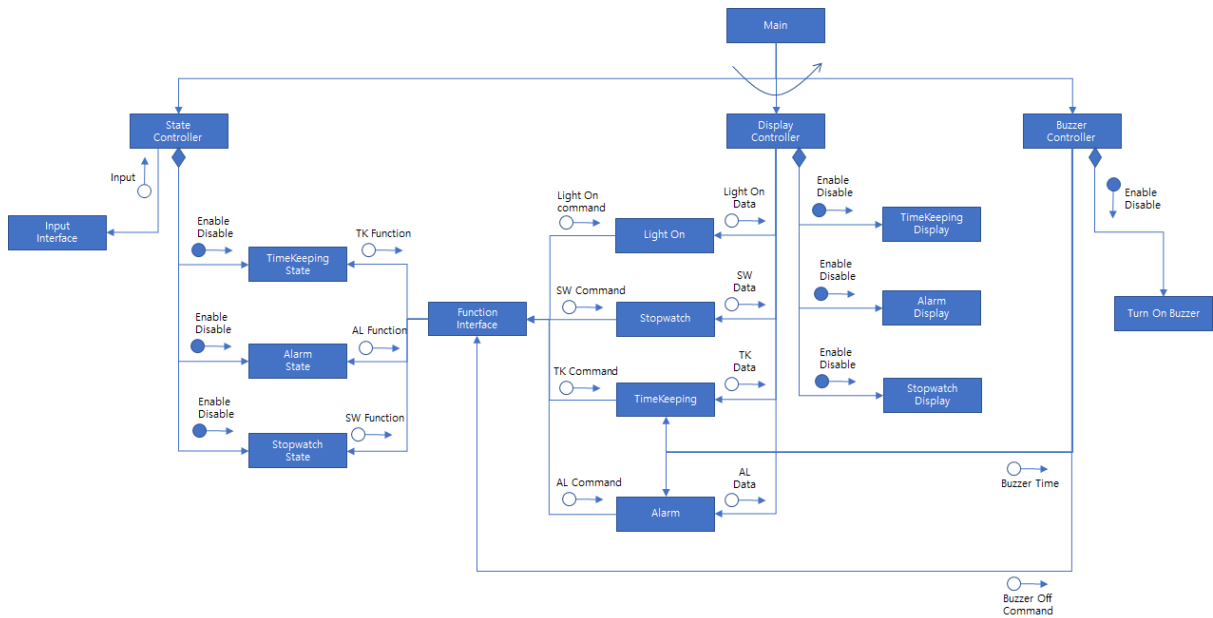 Main
State
Controller
Display
Controller
Buzzer
Controller
Input
Input
Interface
Enable
Disable
TimeKeeping
State
TK Function
Enable
Disable
Alarm
State
AL Function
Enable
Disable
Stopwatch
State
SW Function
Function
Interface
Light On
command
Light On
Light On
Data
SW Command
Stopwatch
SW
Data
TK Command
TimeKeeping
TK
Data
AL Command
Alarm
AL
Data
Enable
Disable
TimeKeeping
Display
Enable
Disable
Alarm
Display
Enable
Disable
Stopwatch
Display
Enable
Disable
Turn On Buzzer
Buzzer Time
Buzzer Off
Command